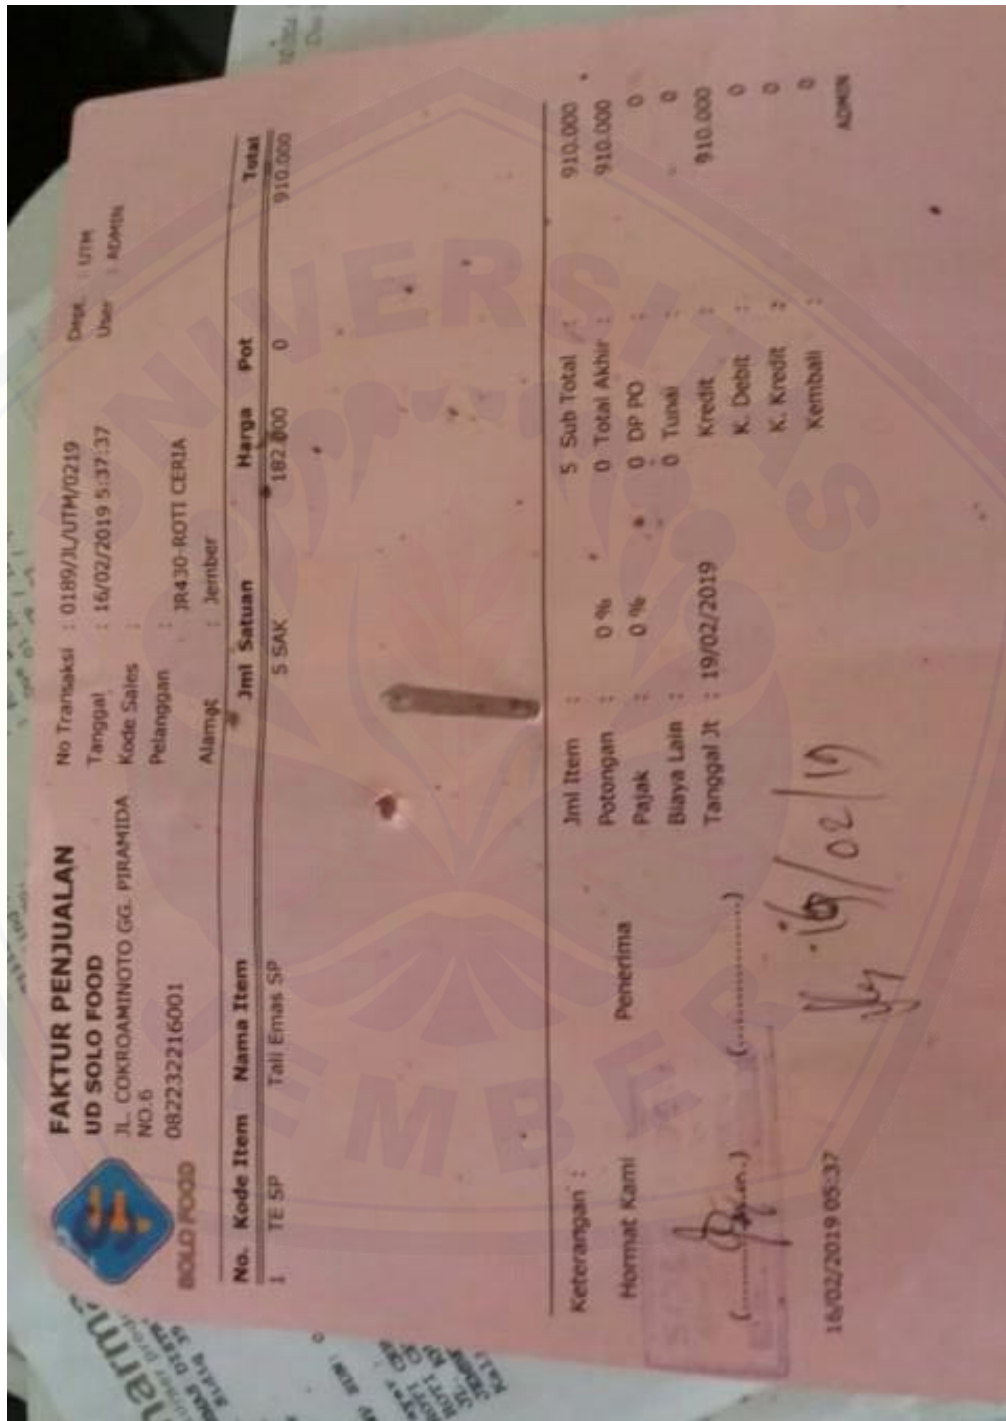 FAKTUR PENJUALAN
UD SOLO FOOD
JL. COKROAMINOTO GG. PIRAMIDA
NO.6
082232216001
SOLO FOOD
No Transaksi : 0189/JL/UTM/0219
Tanggal : 16/02/2019 5:37:37
Kode Sales :
Pelanggan :
JR430-ROTI CERIA
Alamat : Jember
Dept. : UTM
User : ADMIN
No. Kode Item Nama Item Jml Satuan Harga Pot Total
1 TE SP Tali Emas SP 5 SAK 182.000 0 910.000
Keterangan :
Hormat Kami Penerima
Jml Item : 5
Potongan : 0 % 0
Pajak : 0 % 0
Biaya Lain : 0
Tanggal Jt : 19/02/2019
Sub Total : 910.000
Total Akhir : 910.000
DP PO : 0
Tunai : 0
Kredit : 910.000
K. Debit : 0
K. Kredit : 0
Kembali : 0
ADMIN
16/02/2019 05:37
16/02/19
UNIVERSITAS
JEMBER